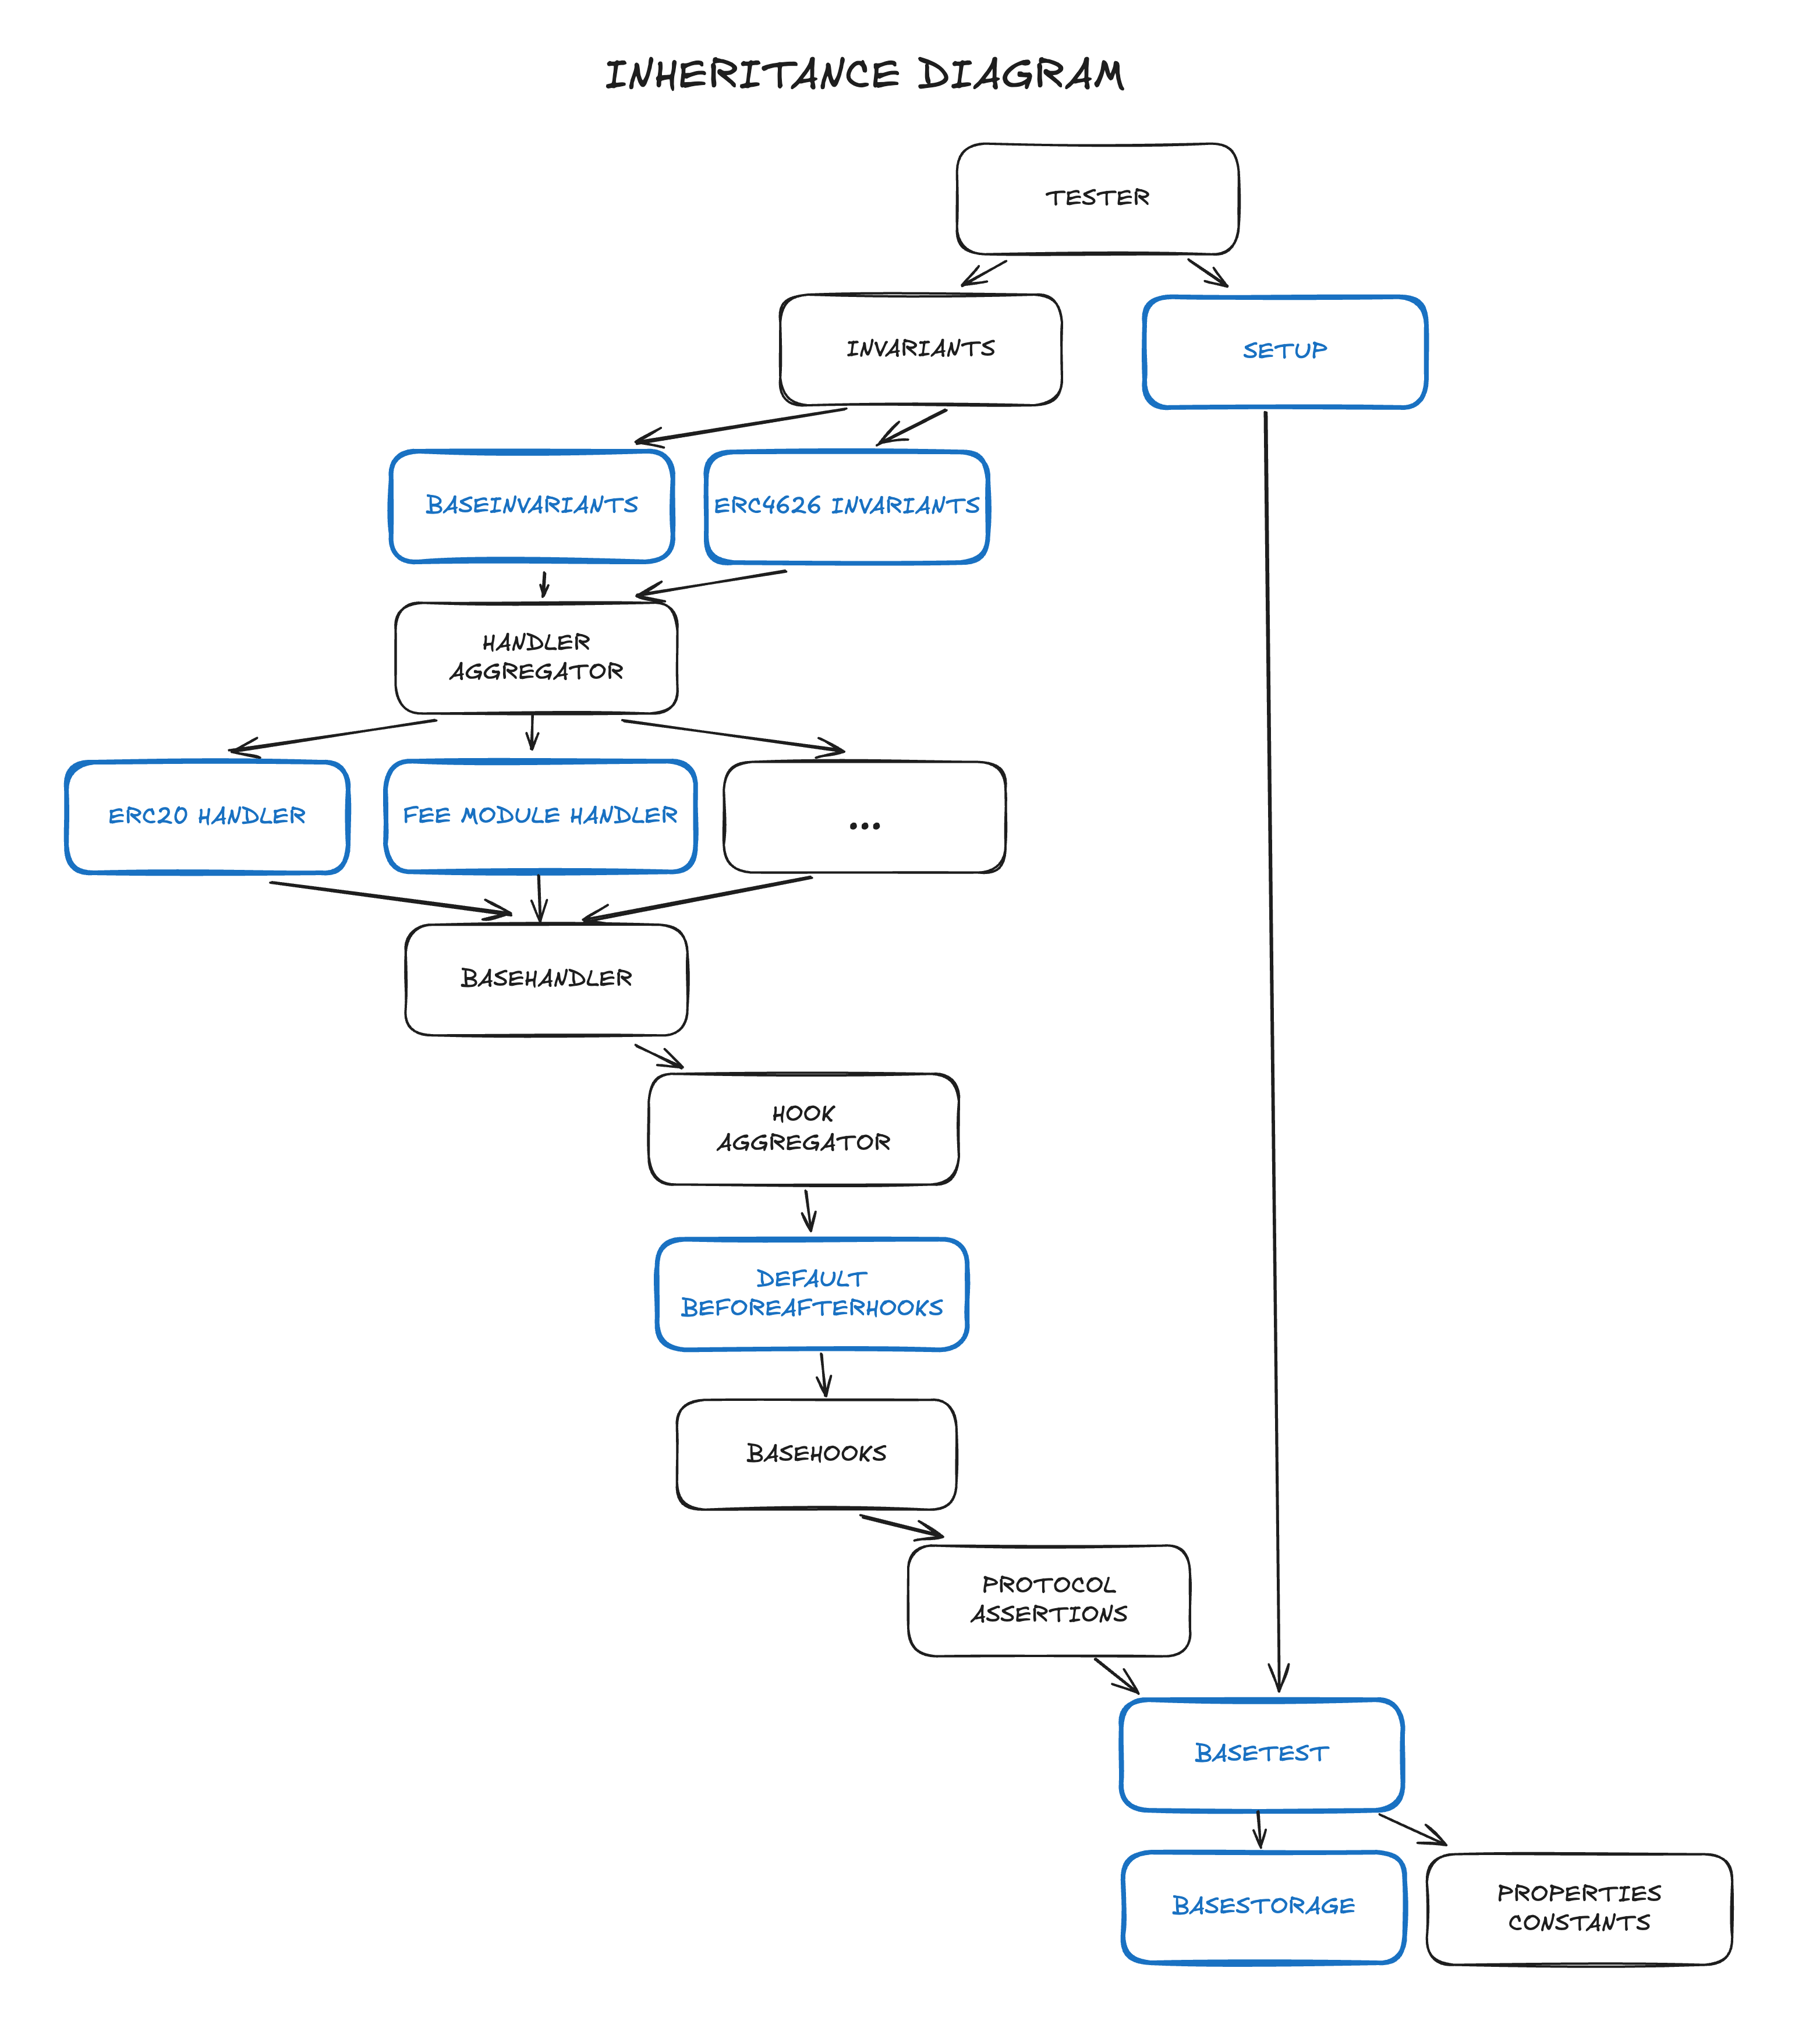 INHERITANCE DIAGRAM
TESTER
INVARIANTS
SETUP
BASEINVARIANTS
ERC4626 INVARIANTS
HANDLER
AGGREGATOR
ERC20 HANDLER
FEE MODULE HANDLER
...
BASEHANDLER
HOOK
AGGREGATOR
DEFAULT
BEFOREAFTERHOOKS
BASEHOOKS
PROTOCOL
ASSERTIONS
BASETEST
BASESTORAGE
PROPERTIES
CONSTANTS